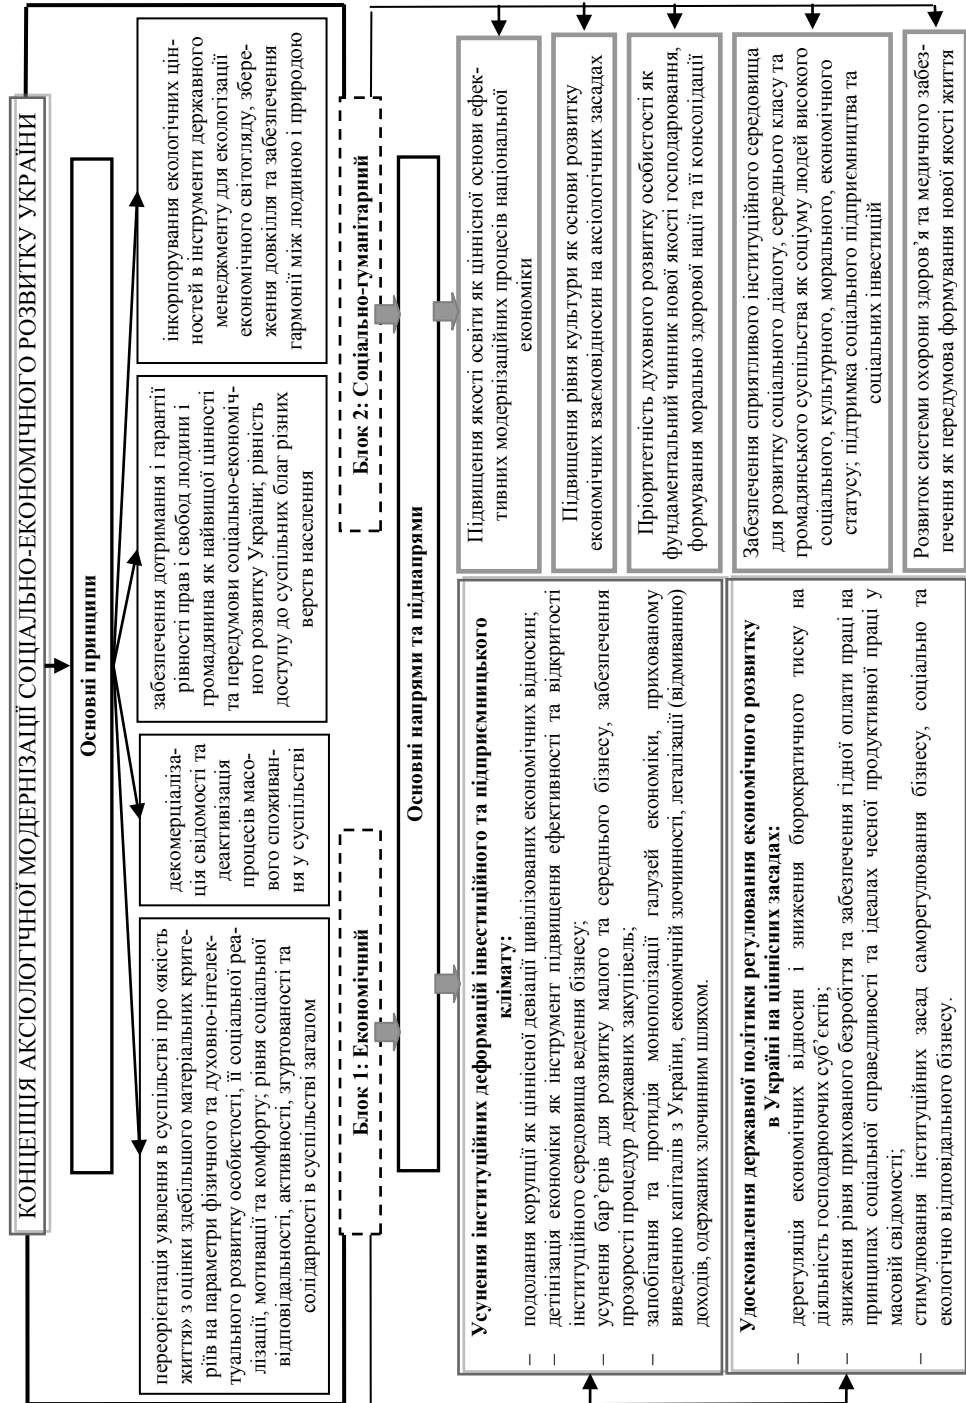 КОНЦЕПЦІЯ АКСІОЛОГІЧНОЇ МОДЕРНІЗАЦІЇ СОЦІАЛЬНО-ЕКОНОМІЧНОГО РОЗВИТКУ УКРАЇНИ
Основні принципи
переорієнтація уявлення в суспільстві про «якість
життя» з оцінки здебільшого матеріальних крите-
ріїв на параметри фізичного та духовно-інтелек-
туального розвитку особистості, її соціальної реа-
лізації, мотивації та комфорту; рівня соціальної
відповідальності, активності, згуртованості та
солідарності в суспільстві загалом
декомерціаліза-
ція свідомості та
деактивізація
процесів масо-
вого споживан-
ня у суспільстві
забезпечення дотримання і гарантії
рівності прав і свобод людини і
громадянина як найвищої цінності
та передумови соціально-економіч-
ного розвитку України; рівність
доступу до суспільних благ різних
верств населення
інкорпорування екологічних цін-
ностей в інструменти державного
менеджменту для екологізації
економічного світогляду, збере-
ження довкілля та забезпечення
гармонії між людиною і природою
Блок 1: Економічний
Блок 2: Соціально-гуманітарний
Основні напрями та піднапрями
Усунення інституційних деформацій інвестиційного та підприємницького
клімату:
– подолання корупції як ціннісної девіації цивілізованих економічних відносин;
– детінізація економіки як інструмент підвищення ефективності та відкритості
інституційного середовища ведення бізнесу;
– усунення бар’єрів для розвитку малого та середнього бізнесу, забезпечення
прозорості процедур державних закупівель;
– запобігання та протидія монополізації галузей економіки, прихованому
виведенню капіталів з України, економічній злочинності, легалізації (відмиванню)
доходів, одержаних злочинним шляхом.
Удосконалення державної політики регулювання економічного розвитку
в Україні на ціннісних засадах:
– дерегуляція економічних відносин і зниження бюрократичного тиску на
діяльність господарюючих суб’єктів;
– зниження рівня прихованого безробіття та забезпечення гідної оплати праці на
принципах соціальної справедливості та ідеалах чесної продуктивної праці у
масовій свідомості;
– стимулювання інституційних засад саморегулювання бізнесу, соціально та
екологічно відповідального бізнесу.
Підвищення якості освіти як ціннісної основи ефек-
тивних модернізаційних процесів національної
економіки
Підвищення рівня культури як основи розвитку
економічних взаємовідносин на аксіологічних засадах
Пріоритетність духовного розвитку особистості як
фундаментальний чинник нової якості господарювання,
формування морально здорової нації та її консолідації
Забезпечення сприятливого інституційного середовища
для розвитку соціального діалогу, середнього класу та
громадянського суспільства як соціуму людей високого
соціального, культурного, морального, економічного
статусу; підтримка соціального підприємництва та
соціальних інвестицій
Розвиток системи охорони здоров’я та медичного забез-
печення як передумова формування нової якості життя